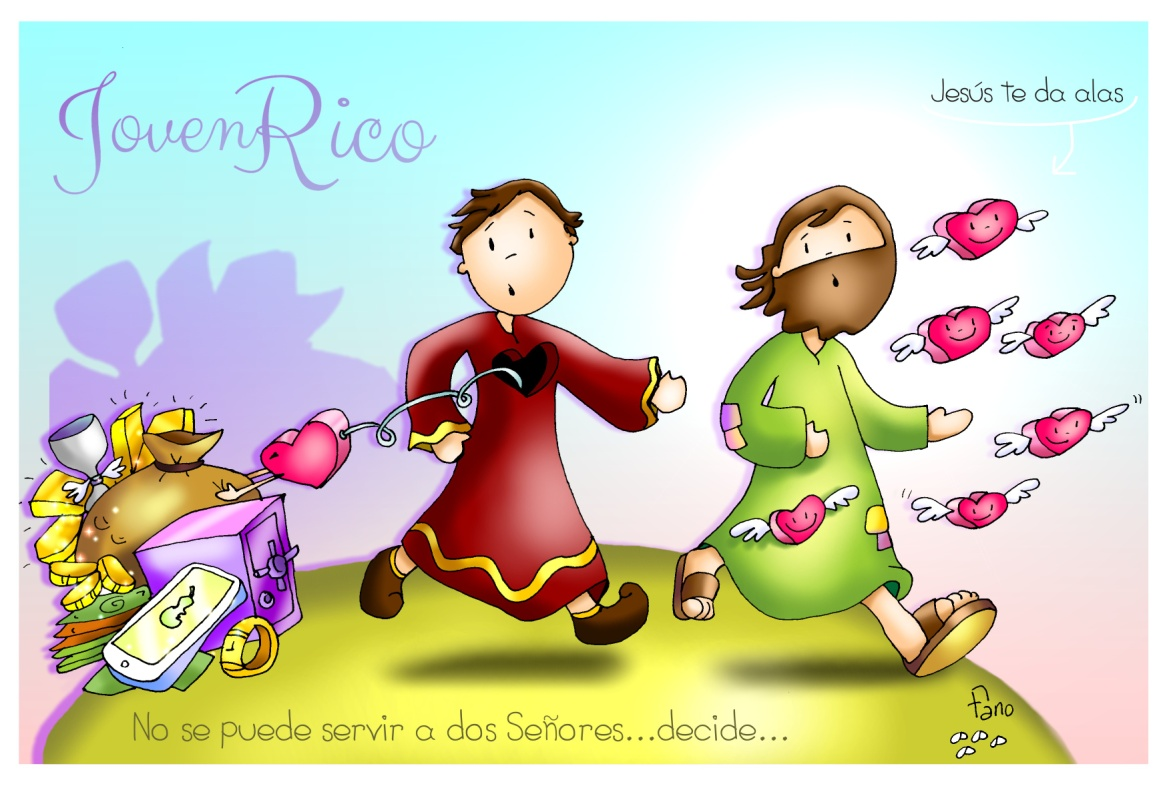 JovenRico
Jesús te da alas
No se puede servir a dos Señores...decide...
fano